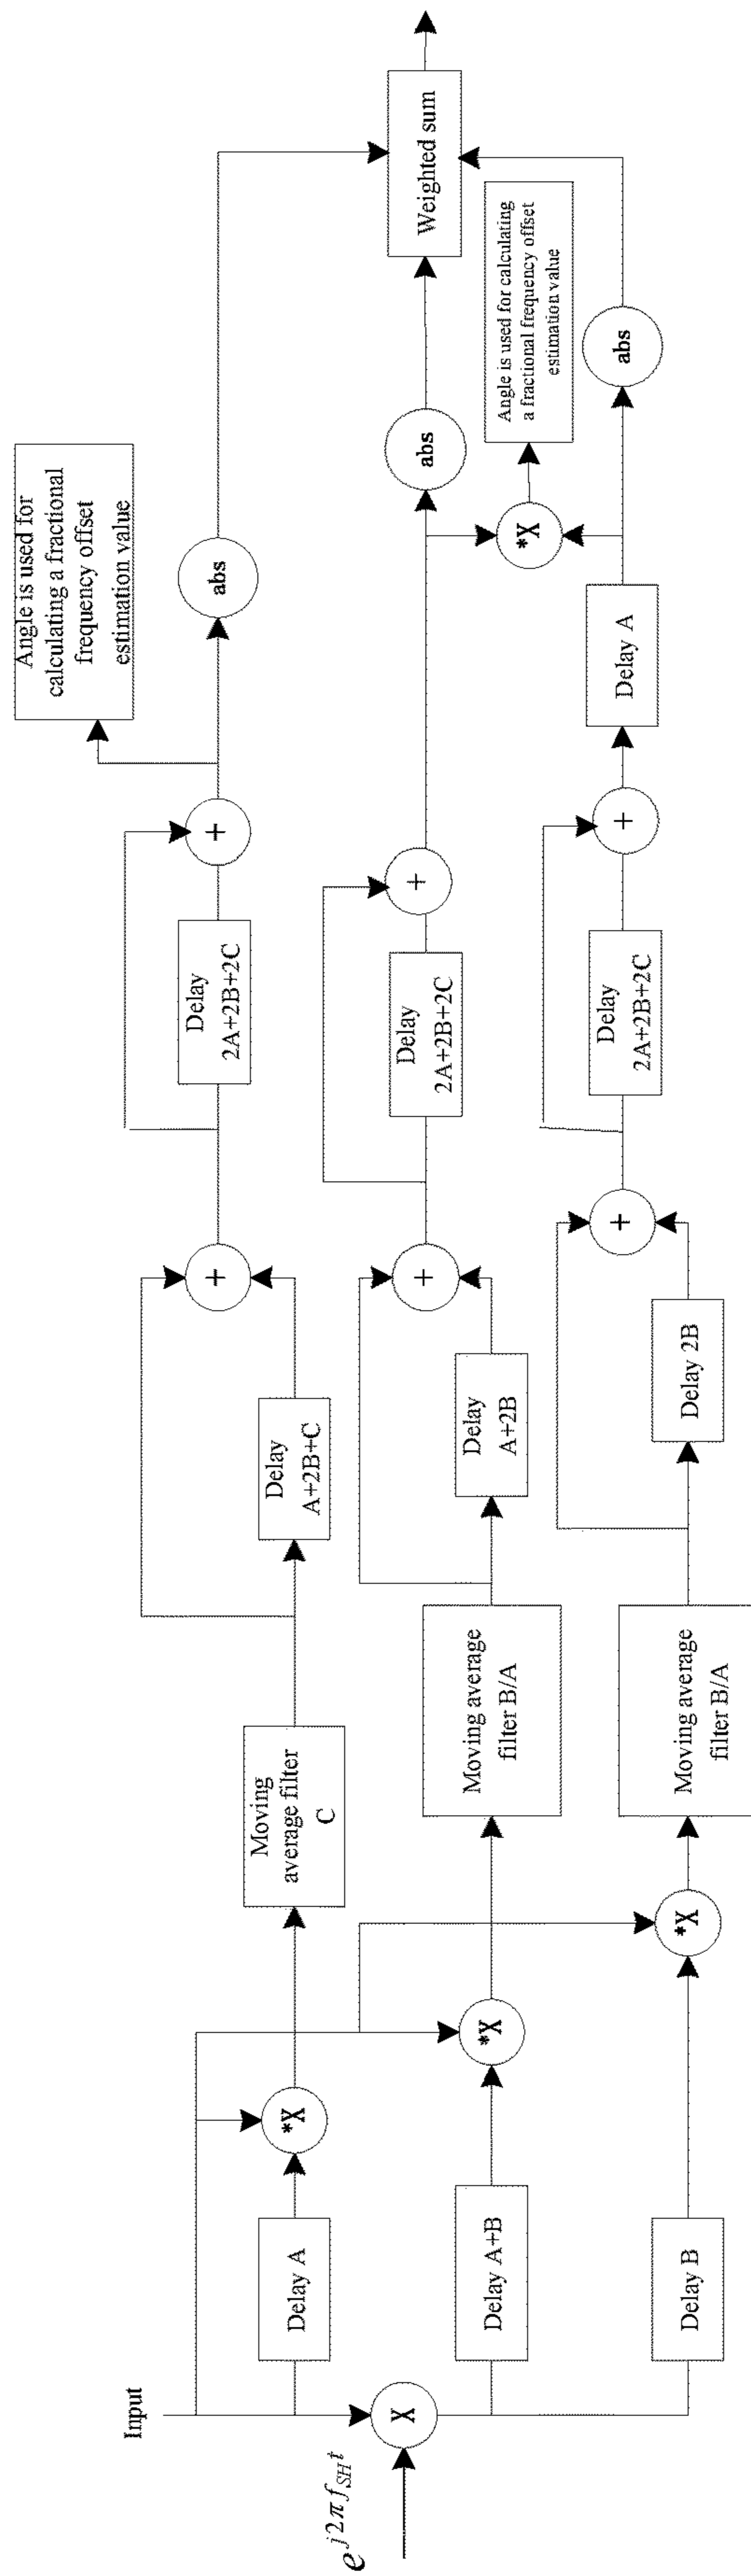 Input
e^{j2πf_{SH}t}
X
Delay A
*X
Moving
average filter
C
Delay
A+2B+C
+
Delay
2A+2B+2C
+
Angle is used for
calculating a fractional
frequency offset
estimation value
abs
Delay A+B
*X
Moving average
filter B/A
Delay
A+2B
+
Delay
2A+2B+2C
+
abs
Weighted sum
*X
Angle is used for calculating
a fractional frequency offset
estimation value
Delay B
*X
Moving average
filter B/A
Delay 2B
+
Delay
2A+2B+2C
+
Delay A
abs